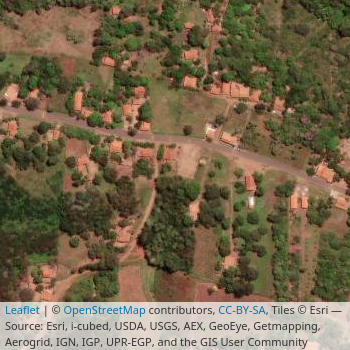 Leaflet | © OpenStreetMap contributors, CC-BY-SA, Tiles © Esri —
Source: Esri, i-cubed, USDA, USGS, AEX, GeoEye, Getmapping,
Aerogrid, IGN, IGP, UPR-EGP, and the GIS User Community